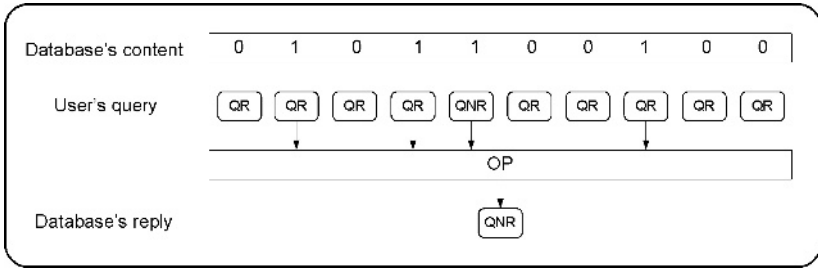 Database's content 0 1 0 1 1 0 0 1 0 0
User's query QR QR QR QR QNR QR QR QR QR QR
OP
Database's reply QNR